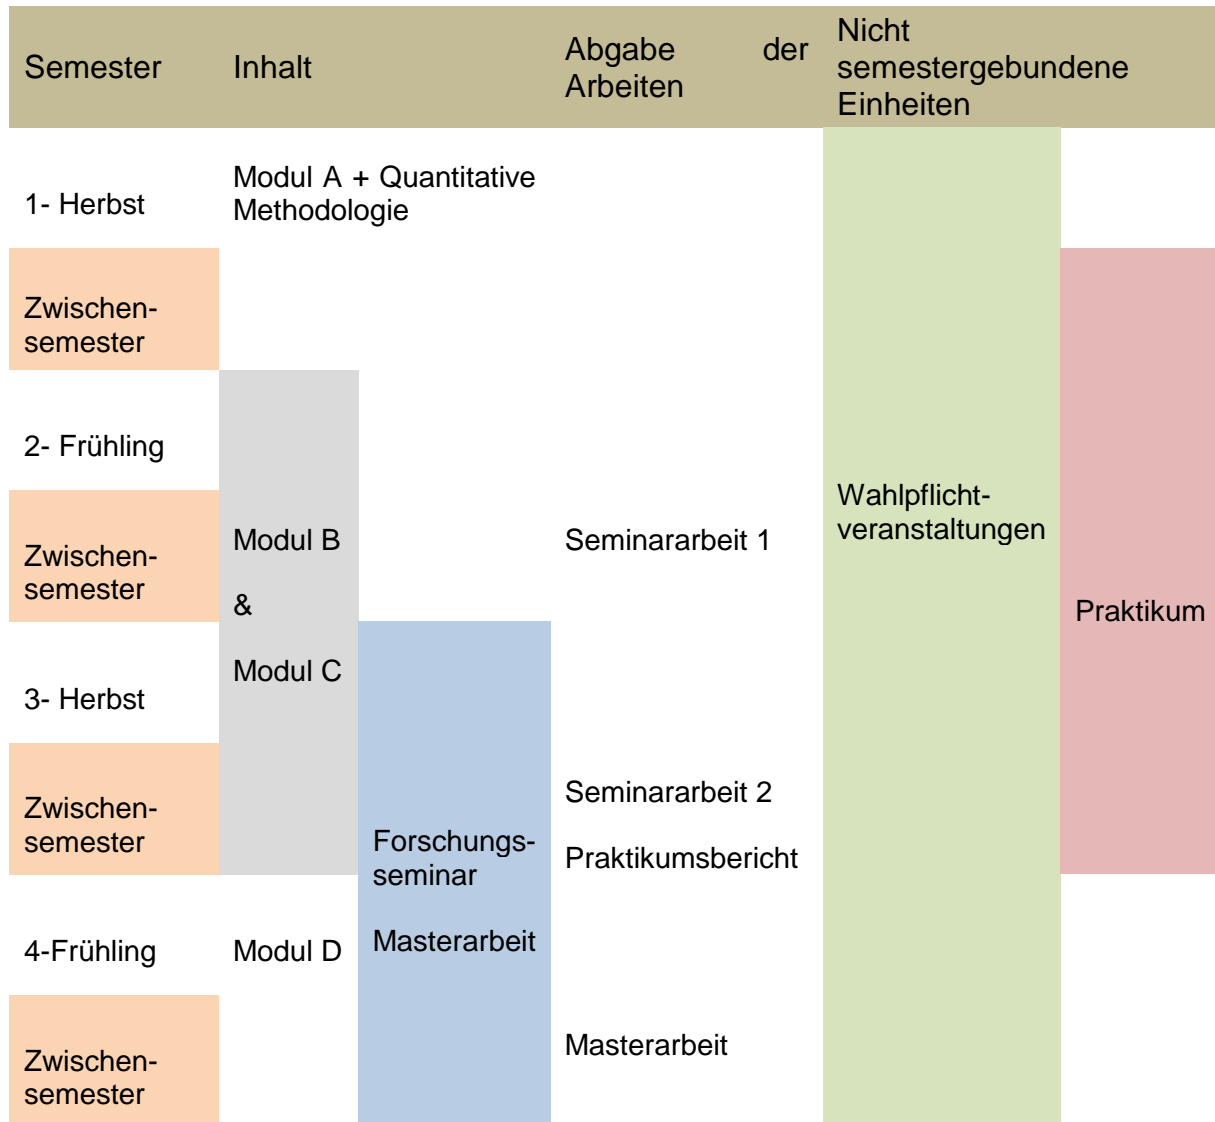 Semester
Inhalt
Abgabe der
Arbeiten
Nicht
semestergebundene
Einheiten
1- Herbst
Modul A + Quantitative
Methodologie
Zwischen-
semester
2- Frühling
Zwischen-
semester
Modul B
&
Modul C
Seminararbeit 1
Wahlpflicht-
veranstaltungen
Praktikum
3- Herbst
Zwischen-
semester
Forschungs-
seminar
Masterarbeit
Seminararbeit 2
Praktikumsbericht
4-Frühling
Modul D
Zwischen-
semester
Masterarbeit